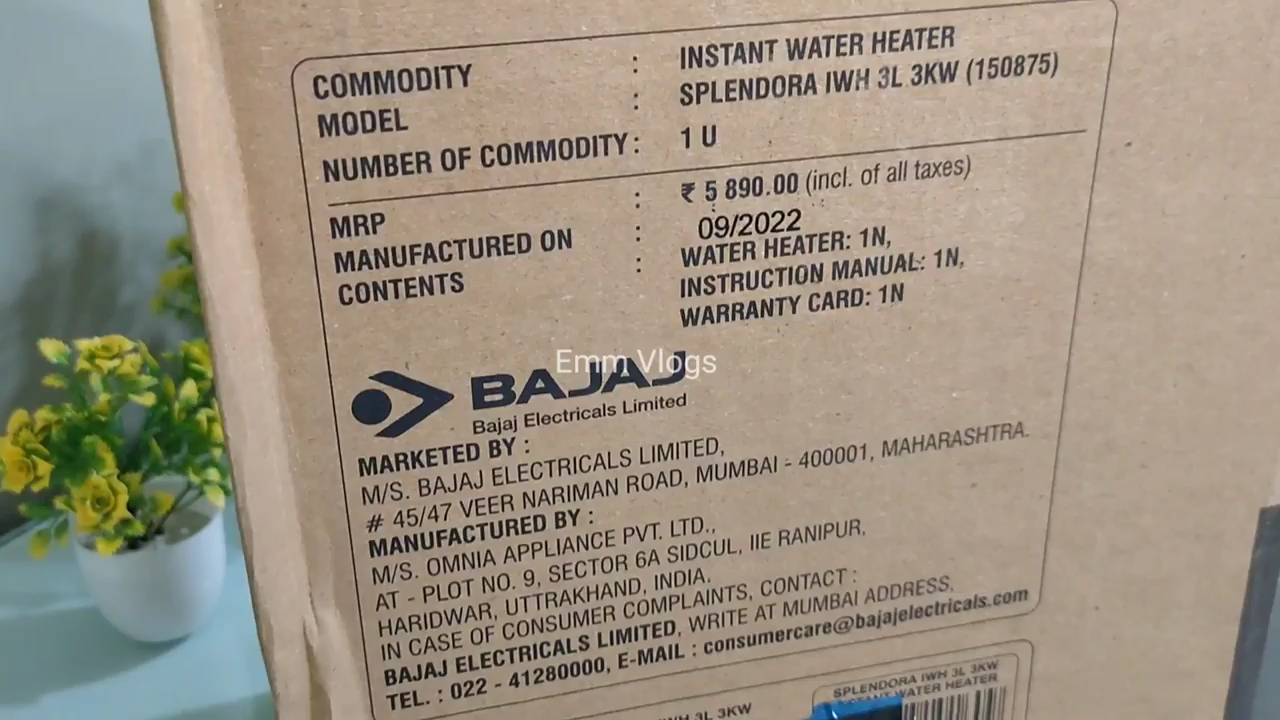 COMMODITY : INSTANT WATER HEATER
MODEL : SPLENDORA IWH 3L 3KW (150875)
NUMBER OF COMMODITY : 1 U
MRP : ₹ 5 890.00 (incl. of all taxes)
MANUFACTURED ON : 09/2022
CONTENTS : WATER HEATER: 1N,
INSTRUCTION MANUAL: 1N,
WARRANTY CARD: 1N
Emm Vlogs
BAJAJ
Bajaj Electricals Limited
MARKETED BY :
M/S. BAJAJ ELECTRICALS LIMITED,
# 45/47 VEER NARIMAN ROAD, MUMBAI - 400001, MAHARASHTRA.
MANUFACTURED BY :
M/S. OMNIA APPLIANCE PVT. LTD.,
AT - PLOT NO. 9, SECTOR 6A SIDCUL, IIE RANIPUR,
HARIDWAR, UTTRAKHAND, INDIA.
IN CASE OF CONSUMER COMPLAINTS, CONTACT :
BAJAJ ELECTRICALS LIMITED, WRITE AT MUMBAI ADDRESS,
TEL. : 022 - 41280000, E-MAIL : consumercare@bajajelectricals.com
SPLENDORA IWH 3L 3KW
WATER HEATER
3L 3KW